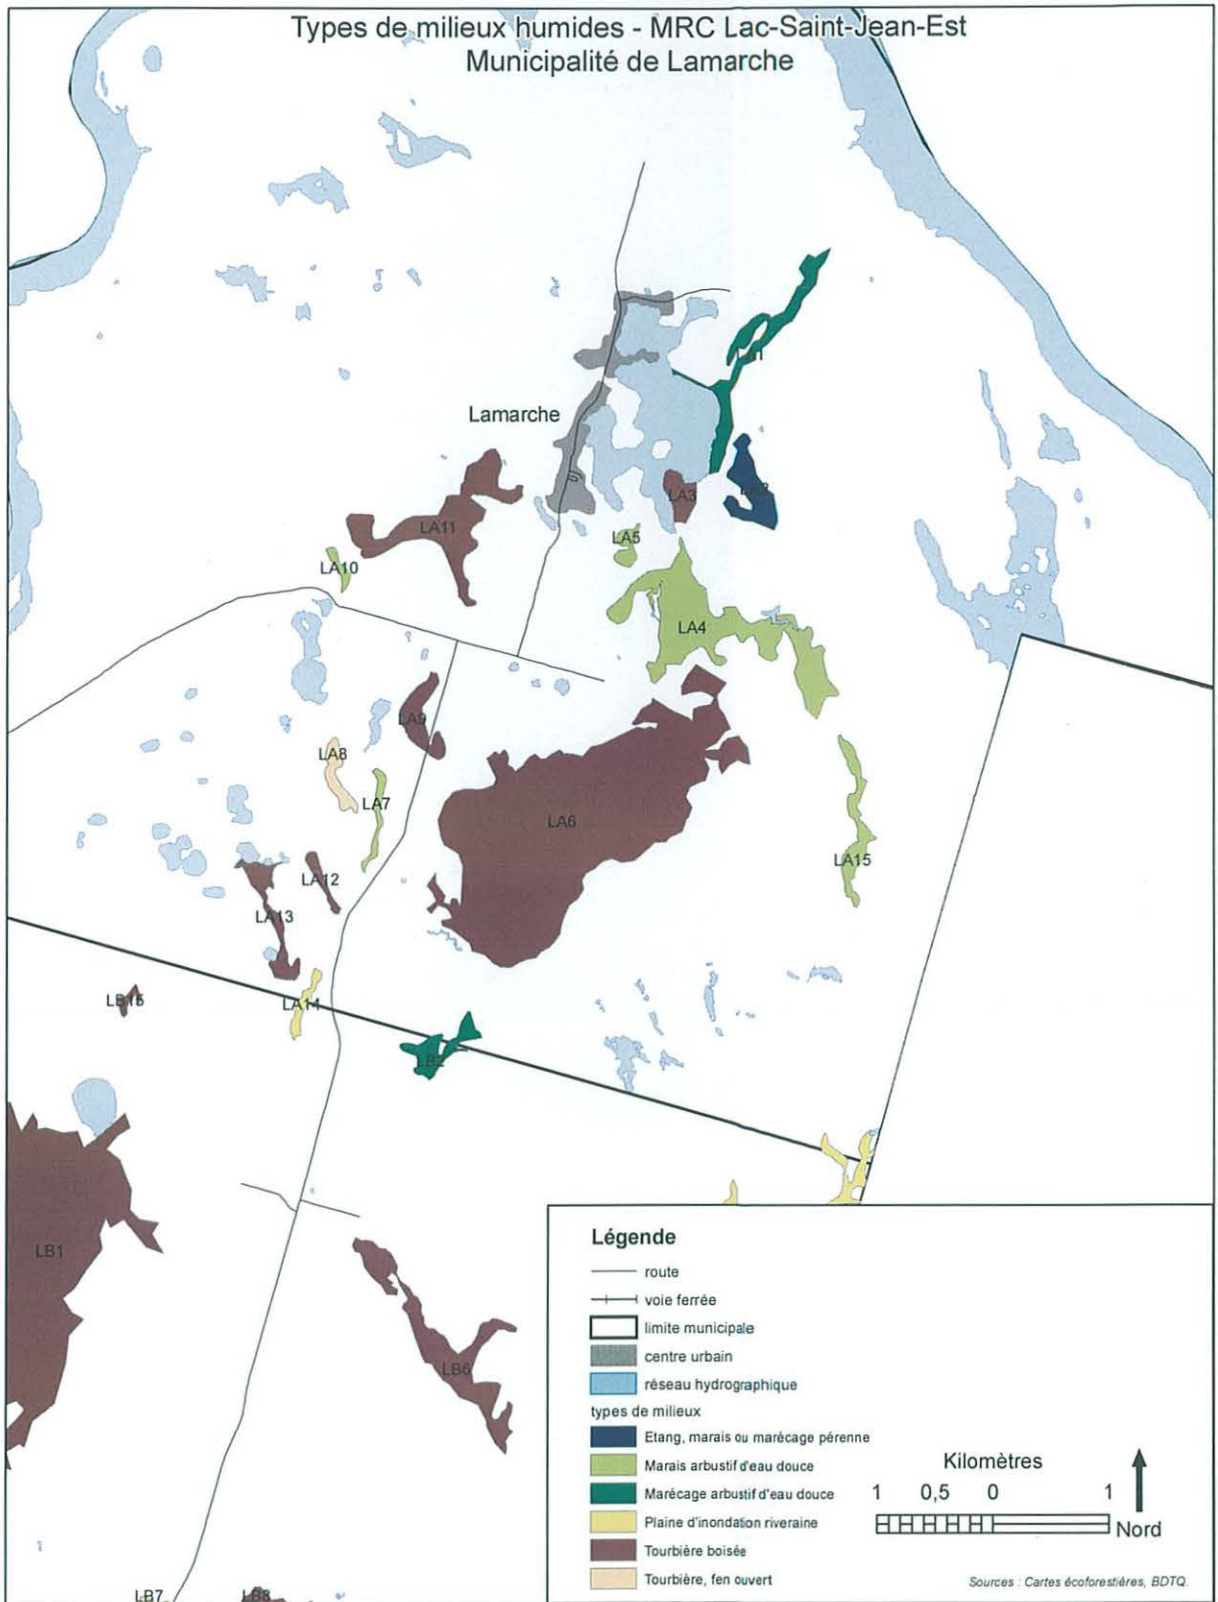 Types de milieux humides - MRC Lac-Saint-Jean-Est
Municipalité de Lamarche
LA1
Lamarche
LA3
LA11
LA5
LA10
LA4
LA9
LA8
LA7
LA6
LA15
LA12
LA13
LB15
LA14
LB2
LB1
LB6
LB7
LB8
Légende
route
voie ferrée
limite municipale
centre urbain
réseau hydrographique
types de milieux
Etang, marais ou marécage pérenne
Marais arbustif d'eau douce
Marécage arbustif d'eau douce
Plaine d'inondation riveraine
Tourbière boisée
Tourbière, fen ouvert
Kilomètres
1 0,5 0 1
Nord
Sources : Cartes écoforestières, BDTQ.